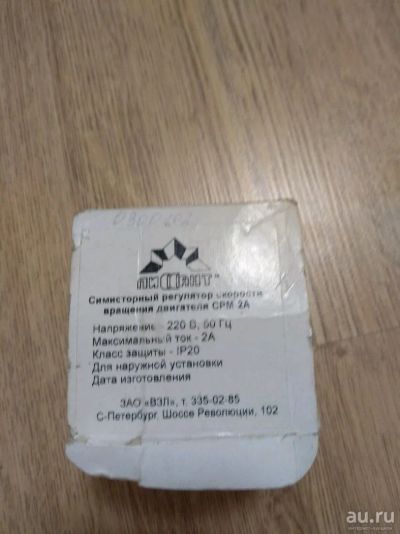 ЛИССАНТ™
Симисторный регулятор скорости
вращения двигателя СРМ 2А
Напряжение - 220 В, 50 Гц
Максимальный ток - 2А
Класс защиты - IP20
Для наружной установки
Дата изготовления
ЗАО «ВЗЛ», т. 335-02-85
С-Петербург, Шоссе Революции, 102
au.ru